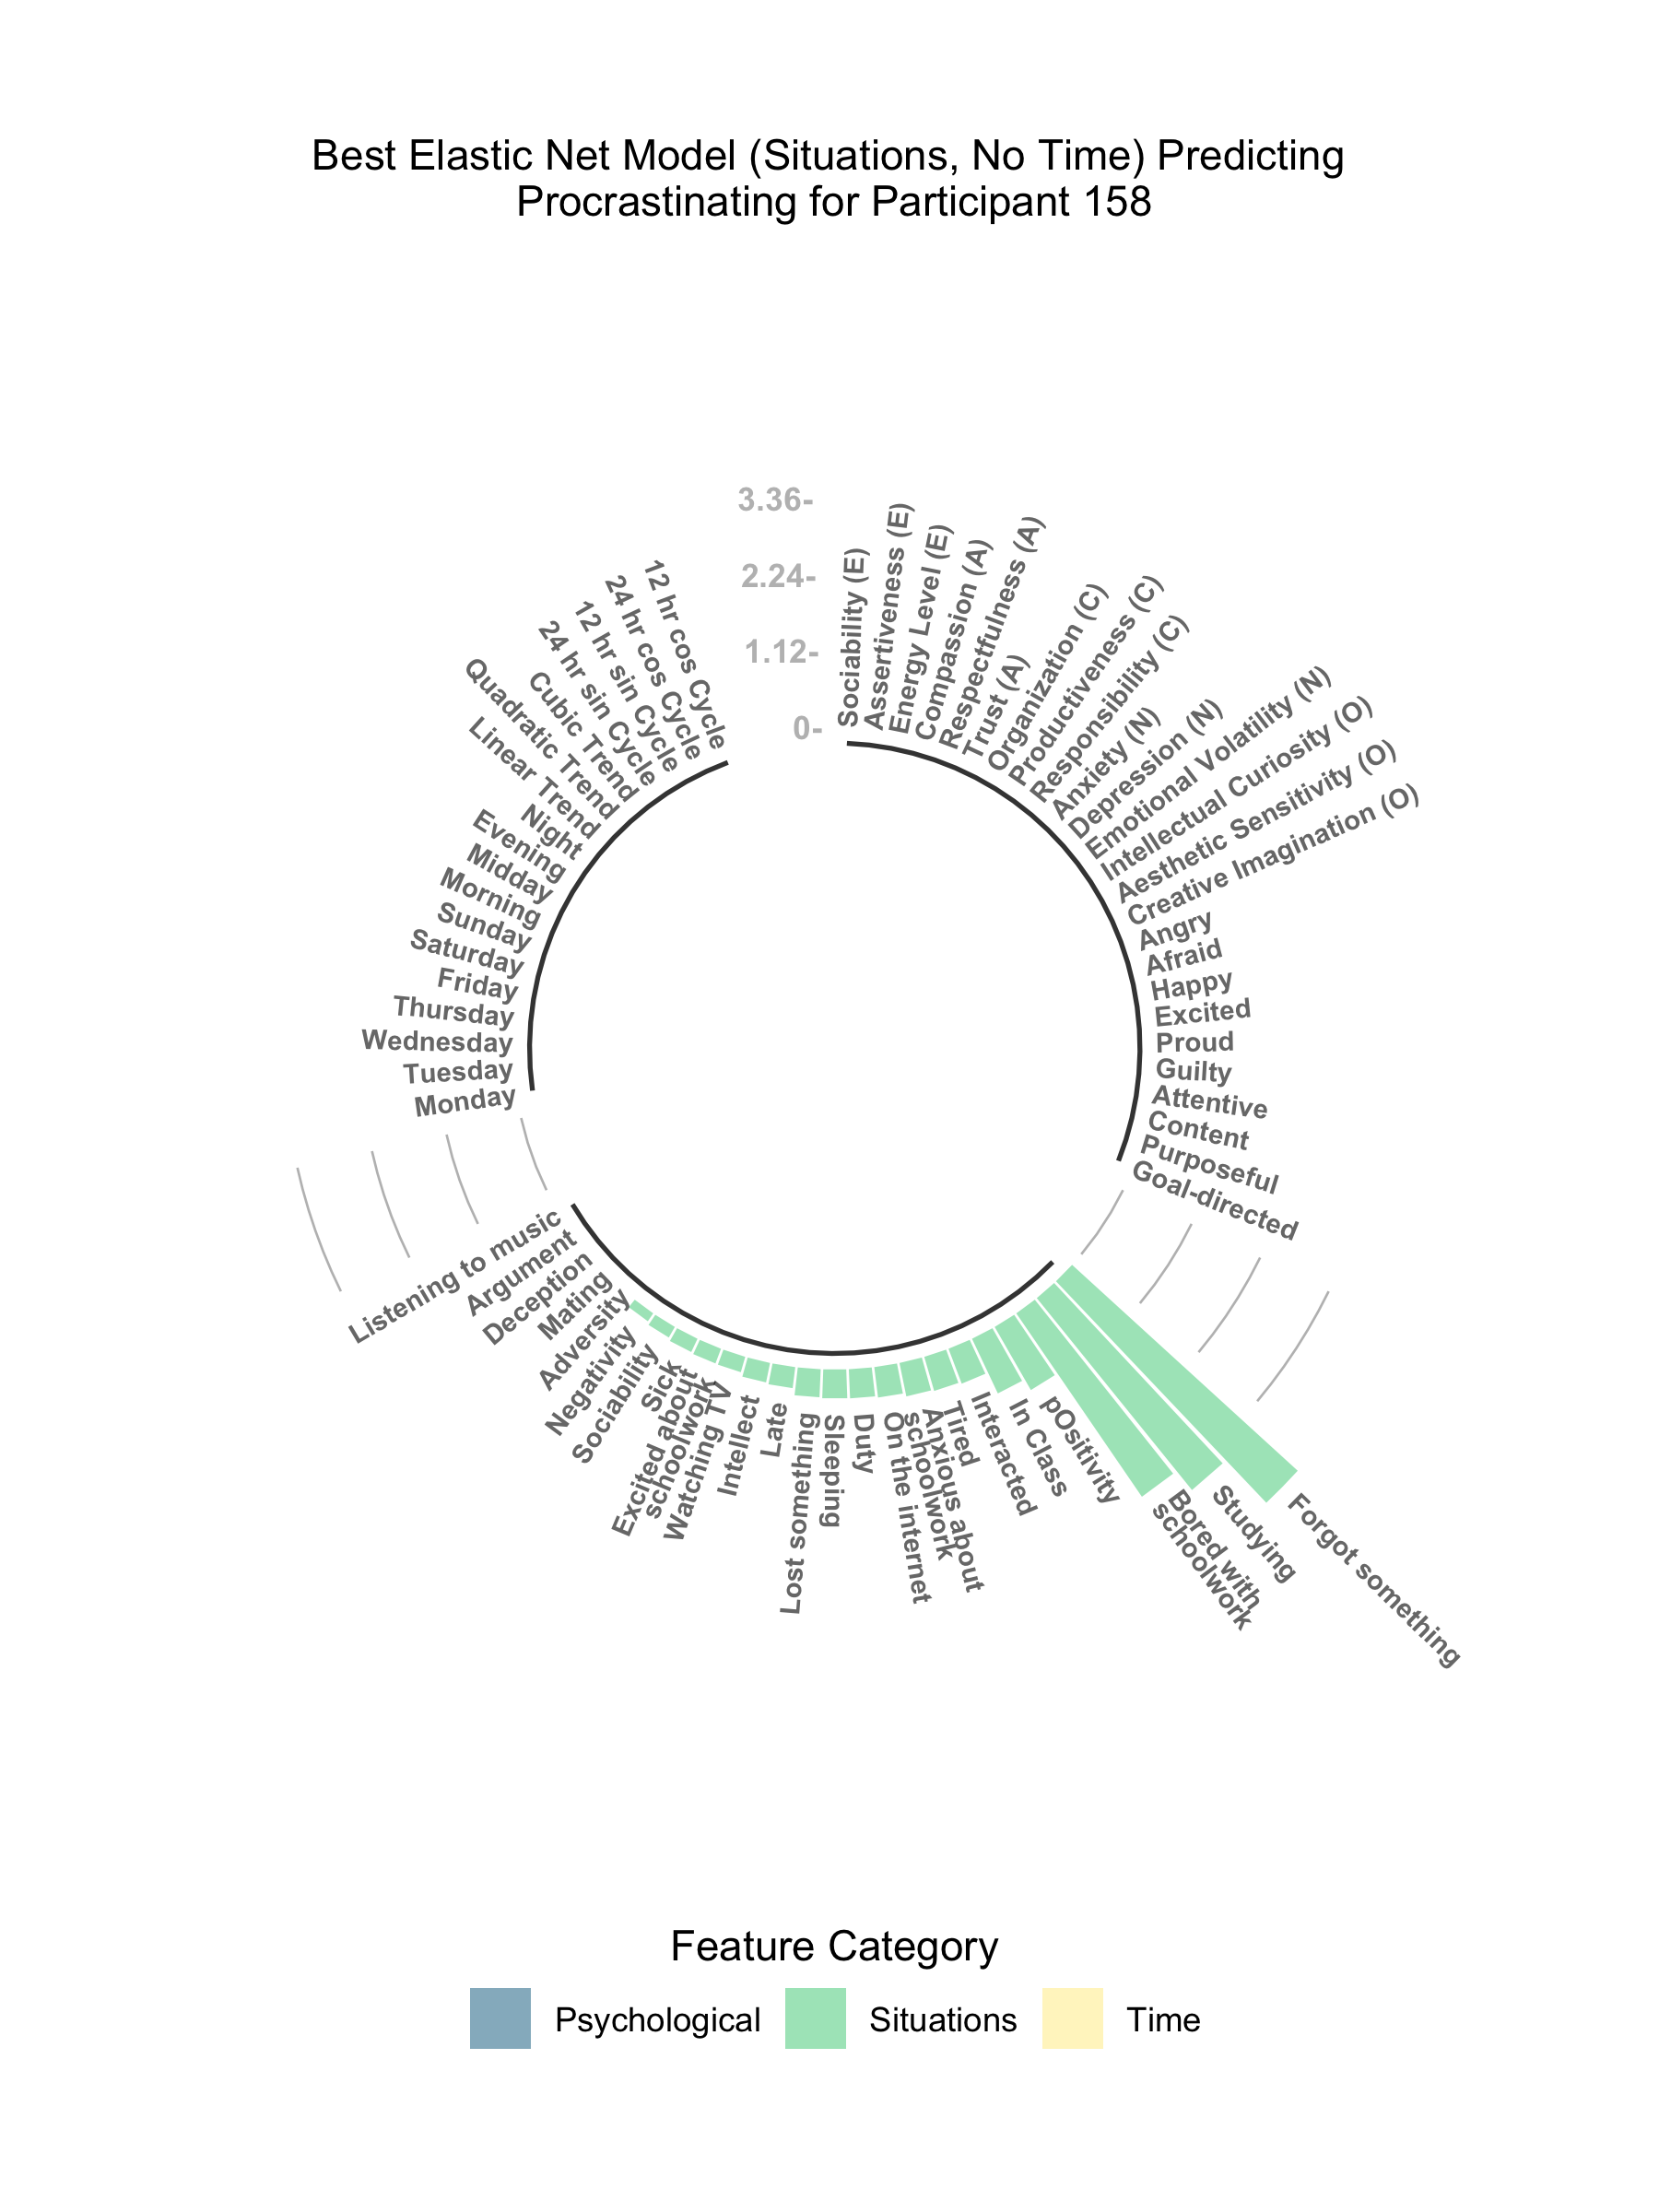 Best Elastic Net Model (Situations, No Time) Predicting
Procrastinating for Participant 158
3.36-
2.24-
1.12-
0-
Sociability (E)
Assertiveness (E)
Energy Level (E)
Compassion (A)
Respectfulness (A)
Trust (A)
Organization (C)
Productiveness (C)
Responsibility (C)
Anxiety (N)
Depression (N)
Emotional Volatility (N)
Intellectual Curiosity (O)
Aesthetic Sensitivity (O)
Creative Imagination (O)
Angry
Afraid
Happy
Excited
Proud
Guilty
Attentive
Content
Purposeful
Goal-directed
Forgot something
Studying
Bored with
schoolwork
pOsitivity
In Class
Interacted
Tired
Anxious about
schoolwork
On the internet
Duty
Sleeping
Lost something
Late
Intellect
Watching TV
Excited about
schoolwork
Sick
Sociability
Negativity
Adversity
Mating
Deception
Argument
Listening to music
Monday
Tuesday
Wednesday
Thursday
Friday
Saturday
Sunday
Morning
Midday
Evening
Night
Linear Trend
Quadratic Trend
Cubic Trend
24 hr sin Cycle
12 hr sin Cycle
24 hr cos Cycle
12 hr cos Cycle
Feature Category
Psychological
Situations
Time